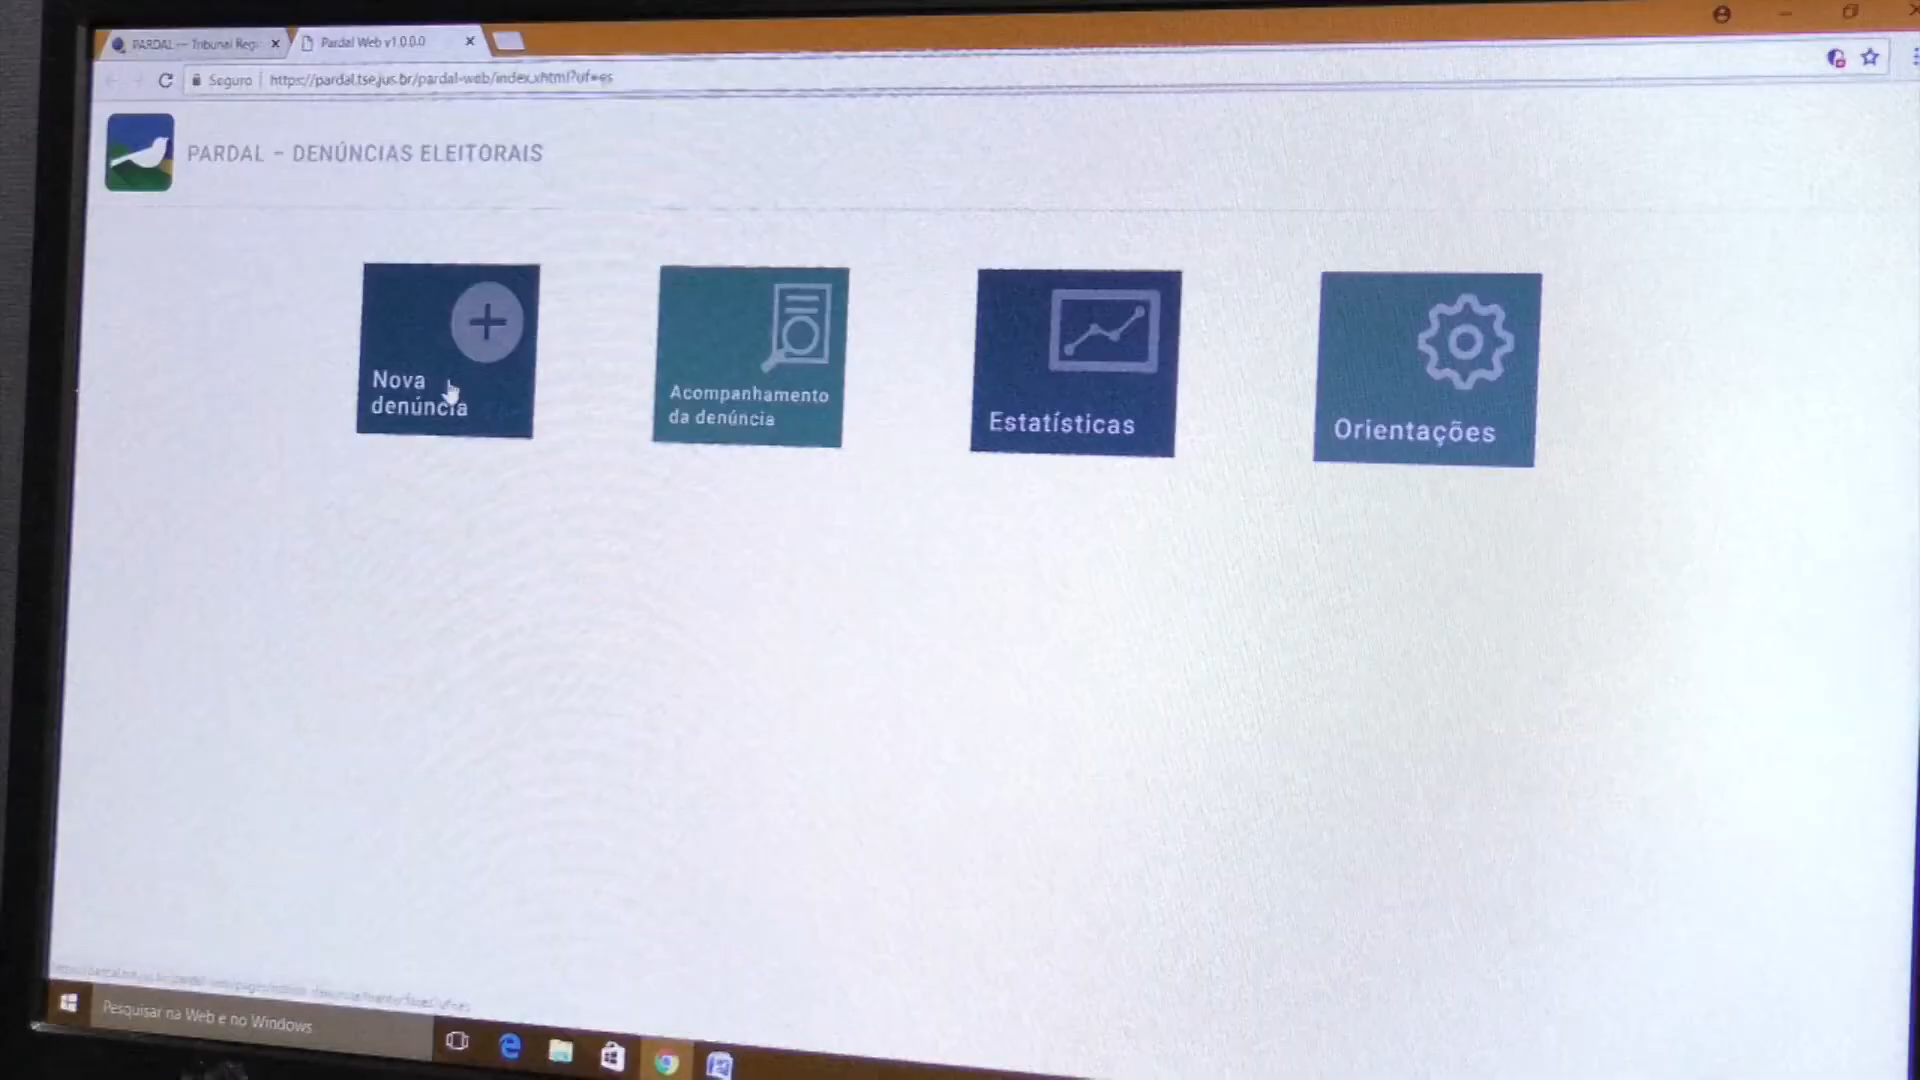 PARDAL — Tribunal Reg
Pardal Web v1.0.0.0
Seguro
https://pardal.tse.jus.br/pardal-web/index.xhtml?uf=es
PARDAL - DENÚNCIAS ELEITORAIS
Nova
denúncia
Acompanhamento
da denúncia
Estatísticas
Orientações
Pesquisar na Web e no Windows